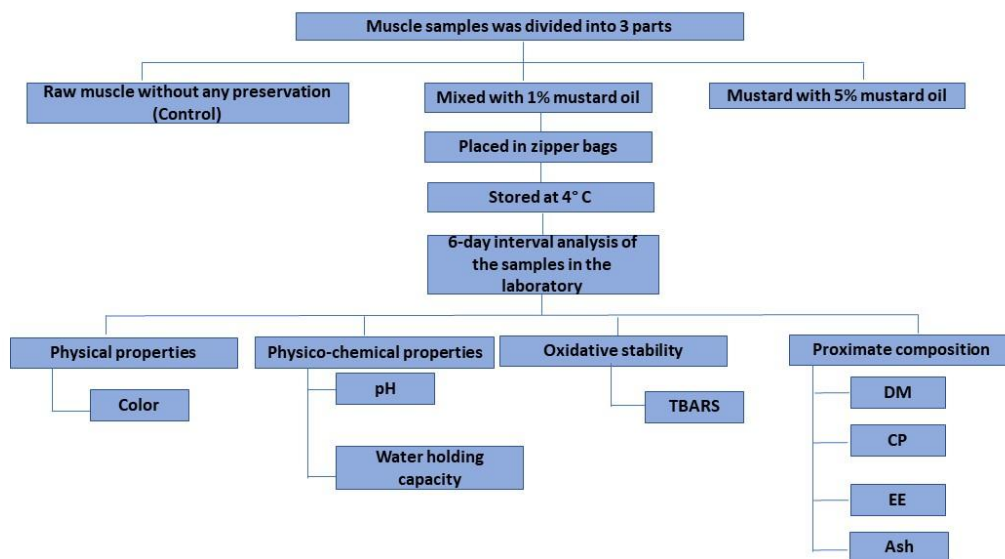 Muscle samples was divided into 3 parts
Raw muscle without any preservation
(Control)
Mixed with 1% mustard oil
Mustard with 5% mustard oil
Placed in zipper bags
Stored at 4° C
6-day interval analysis of
the samples in the
laboratory
Physical properties
Physico-chemical properties
Oxidative stability
Proximate composition
Color
pH
Water holding
capacity
TBARS
DM
CP
EE
Ash